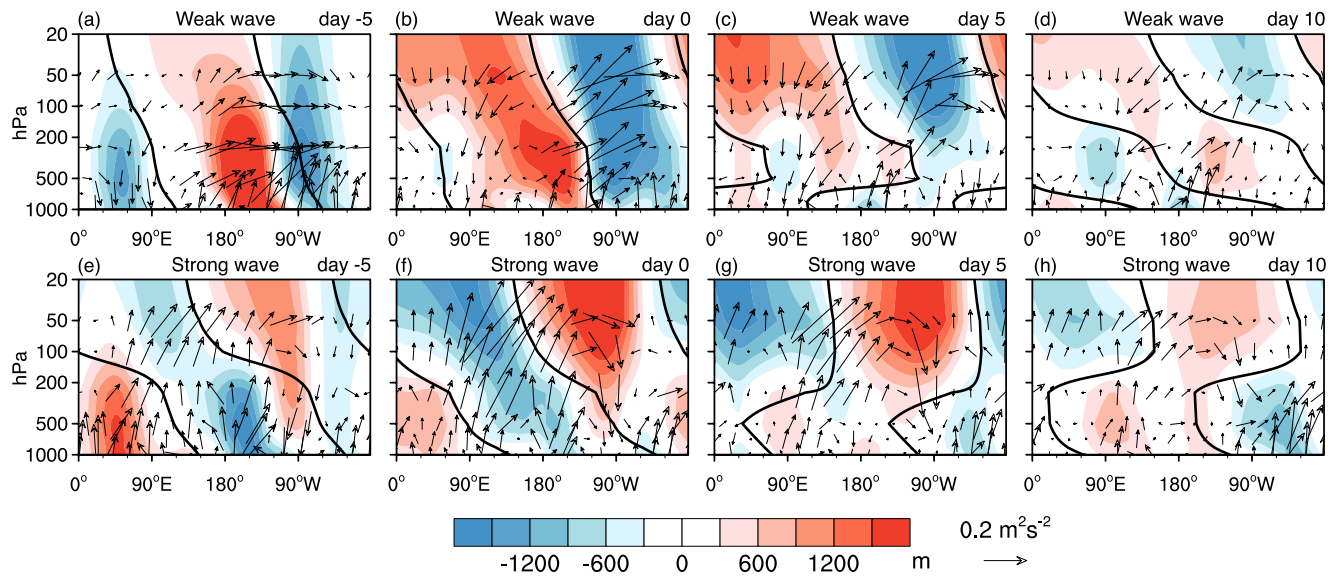 (a) Weak wave day -5 (b) Weak wave day 0 (c) Weak wave day 5 (d) Weak wave day 10
20
50
100
200
500
1000
hPa
0° 90°E 180° 90°W 0° 90°E 180° 90°W 0° 90°E 180° 90°W 0° 90°E 180° 90°W
(e) Strong wave day -5 (f) Strong wave day 0 (g) Strong wave day 5 (h) Strong wave day 10
20
50
100
200
500
1000
hPa
0° 90°E 180° 90°W 0° 90°E 180° 90°W 0° 90°E 180° 90°W 0° 90°E 180° 90°W
-1200 -600 0 600 1200 m
0.2 m²s⁻²